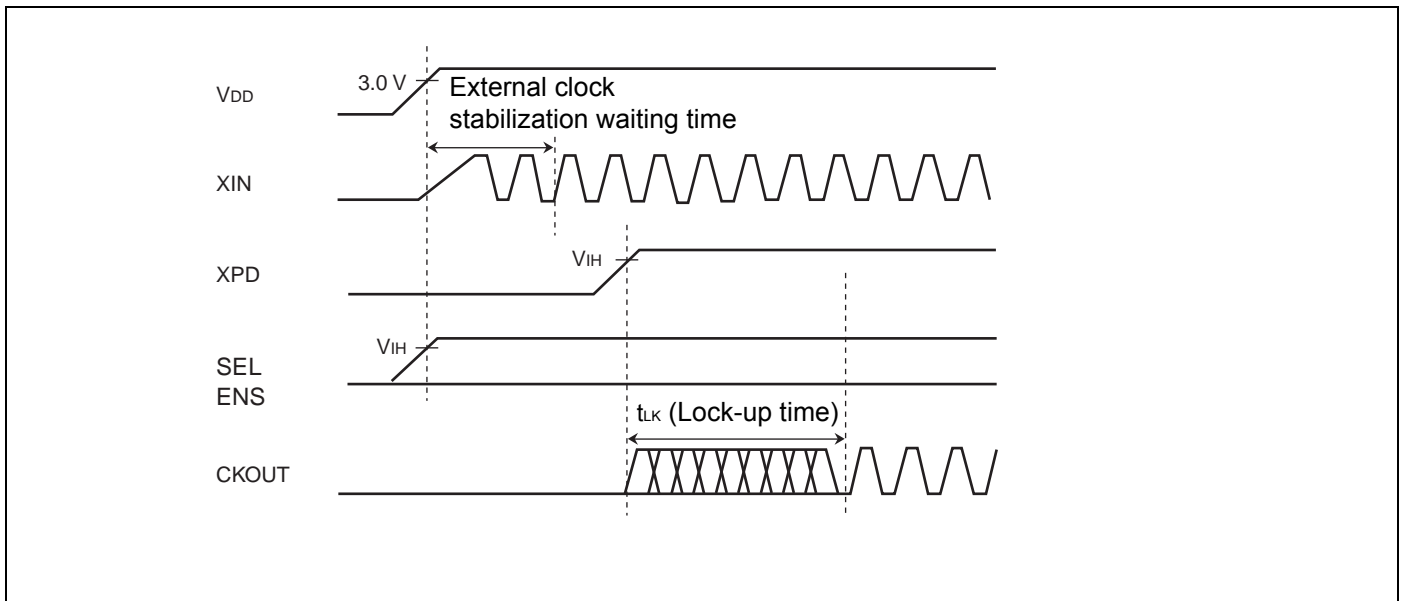 VDD
3.0 V
External clock
stabilization waiting time
XIN
XPD
VIH
SEL
ENS
VIH
tLK (Lock-up time)
CKOUT